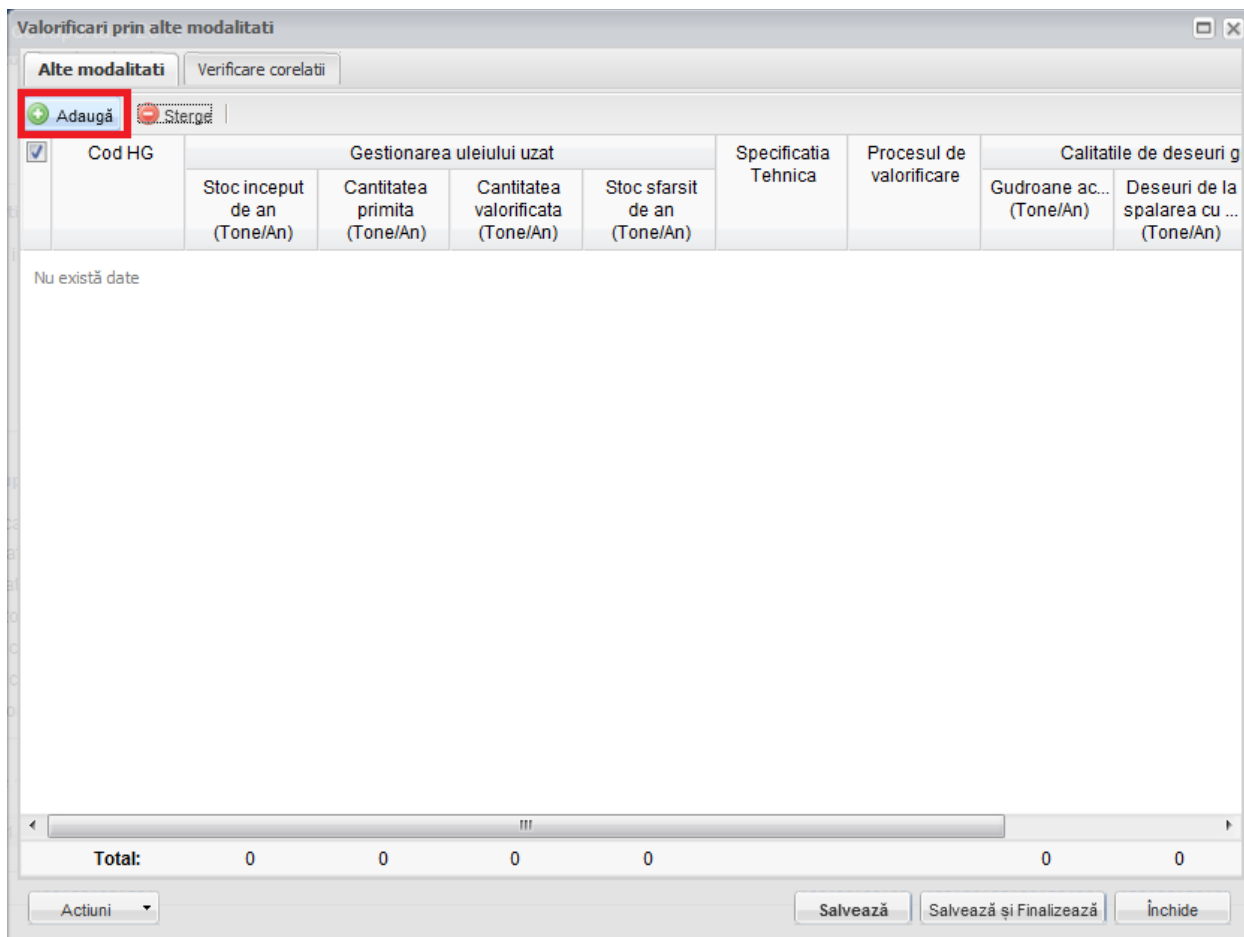 Valorificari prin alte modalitati
Alte modalitati Verificare corelatii
Adaugă Sterge
Cod HG Gestionarea uleiului uzat Specificatia Tehnica Procesul de valorificare Calitatile de deseuri g
Stoc inceput de an (Tone/An) Cantitatea primita (Tone/An) Cantitatea valorificata (Tone/An) Stoc sfarsit de an (Tone/An) Gudroane ac... (Tone/An) Deseuri de la spalarea cu ... (Tone/An)
Nu există date
Total: 0 0 0 0 0 0
Actiuni Salvează Salvează și Finalizează Închide